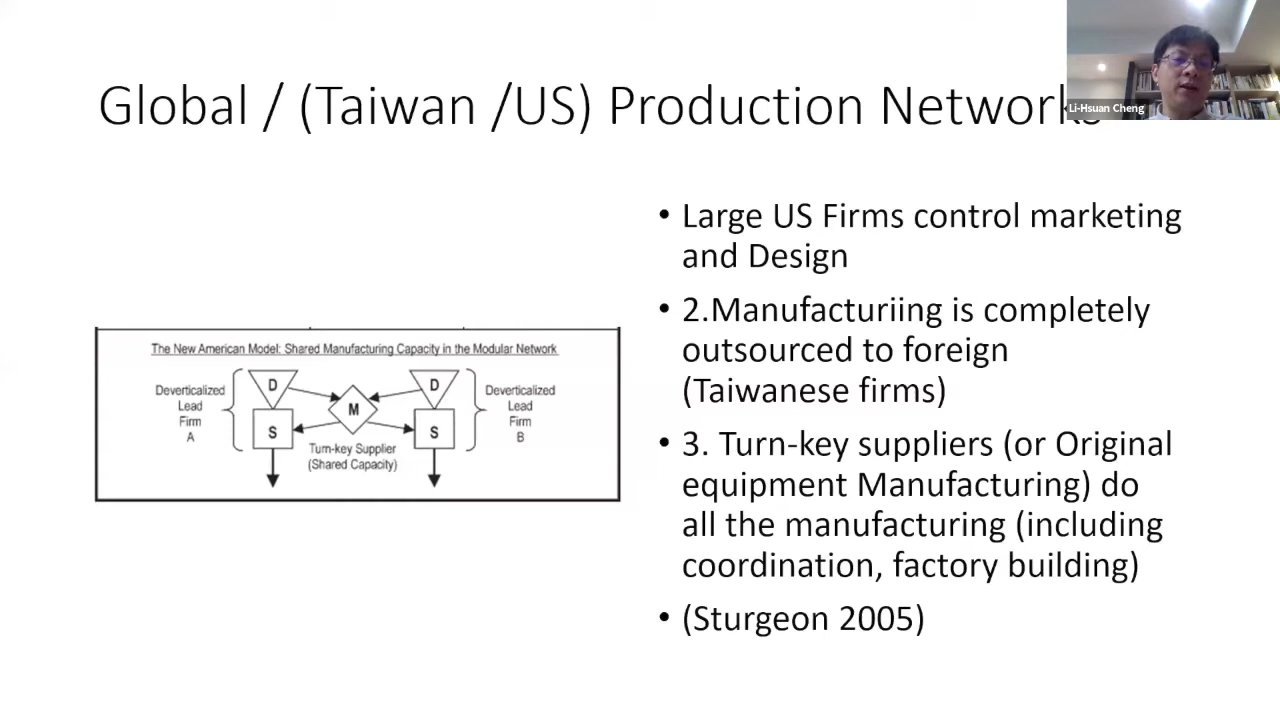 Global / (Taiwan /US) Production Networks
Li-Hsuan Cheng
The New American Model: Shared Manufacturing Capacity in the Modular Network
Deverticalized
Lead
Firm
A
D
S
M
Turn-key Supplier
(Shared Capacity)
D
S
Deverticalized
Lead
Firm
B
• Large US Firms control marketing
and Design
• 2.Manufacturiing is completely
outsourced to foreign
(Taiwanese firms)
• 3. Turn-key suppliers (or Original
equipment Manufacturing) do
all the manufacturing (including
coordination, factory building)
• (Sturgeon 2005)